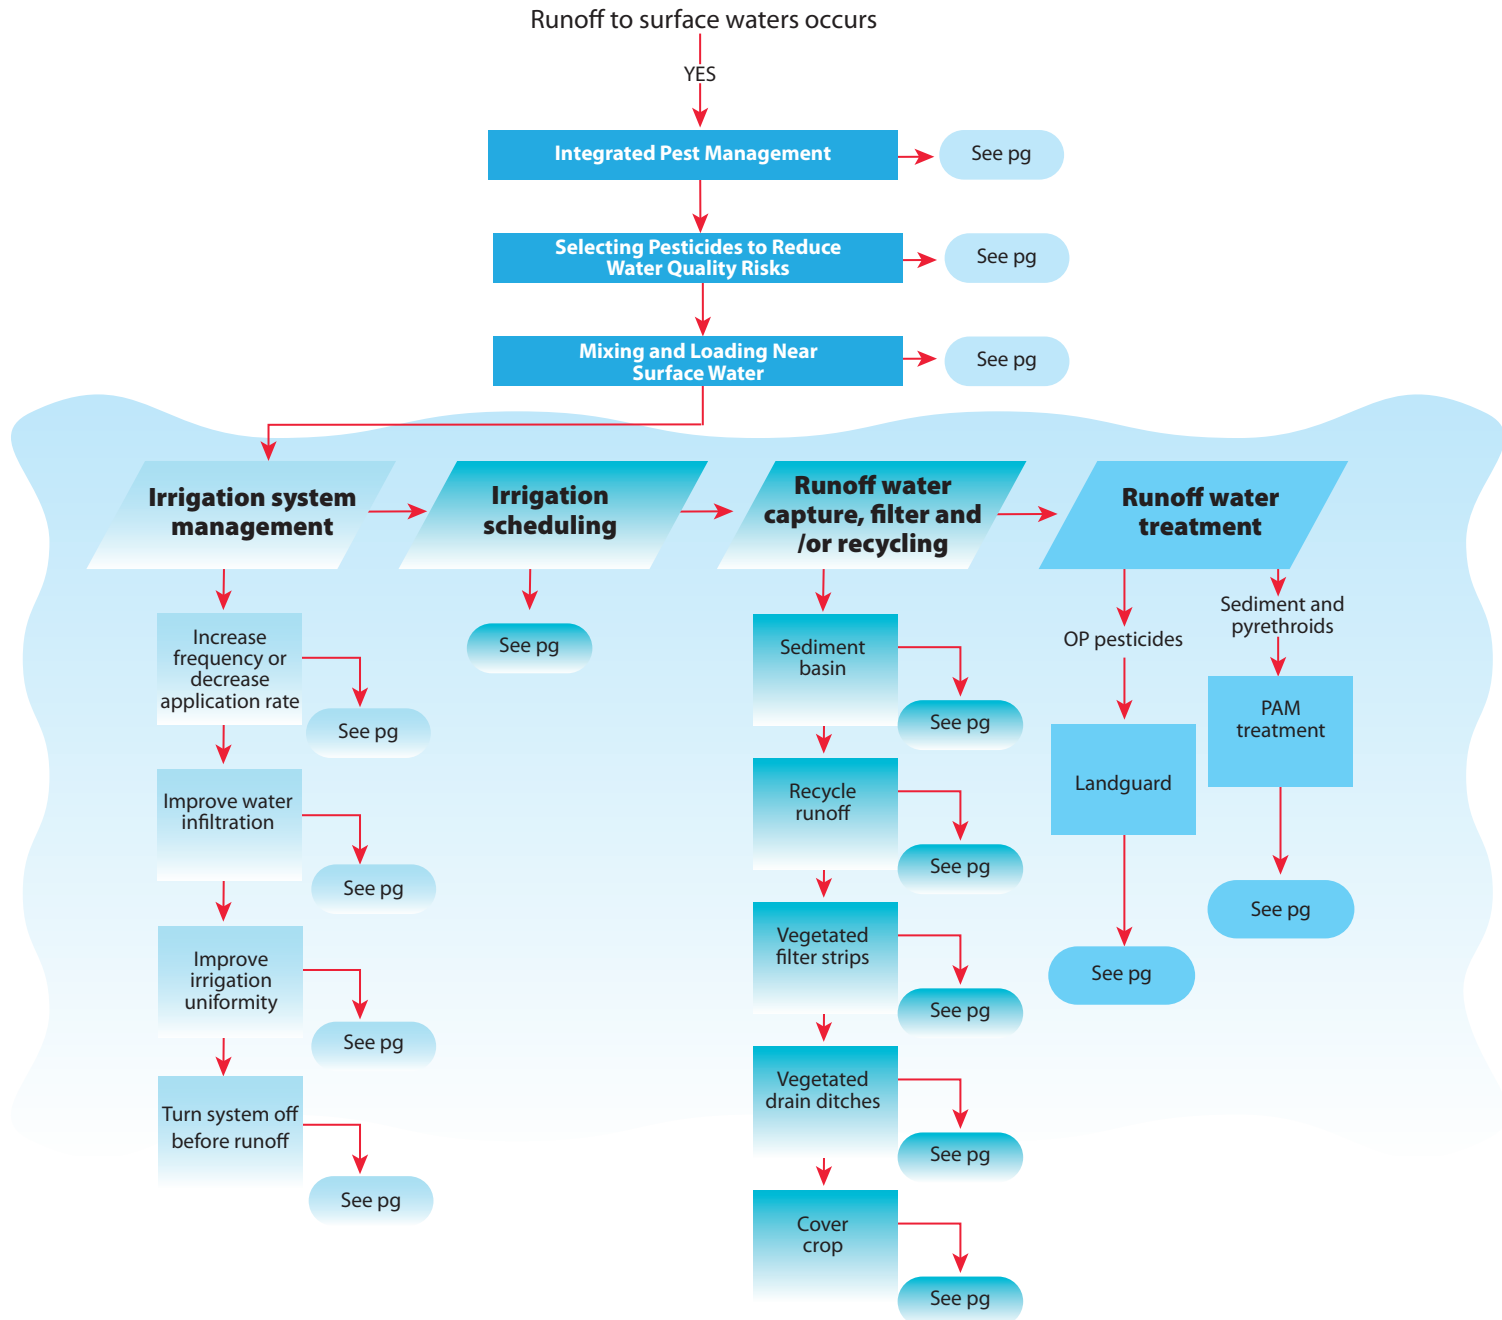 Runoff to surface waters occurs
YES
Integrated Pest Management
See pg
Selecting Pesticides to Reduce
Water Quality Risks
See pg
Mixing and Loading Near
Surface Water
See pg
Irrigation system
management
Irrigation
scheduling
Runoff water
capture, filter and
/or recycling
Runoff water
treatment
Increase
frequency or
decrease
application rate
See pg
Improve water
infiltration
See pg
Improve
irrigation
uniformity
See pg
Turn system off
before runoff
See pg
See pg
Sediment
basin
See pg
Recycle
runoff
See pg
Vegetated
filter strips
See pg
Vegetated
drain ditches
See pg
Cover
crop
See pg
OP pesticides
Landguard
See pg
Sediment and
pyrethroids
PAM
treatment
See pg